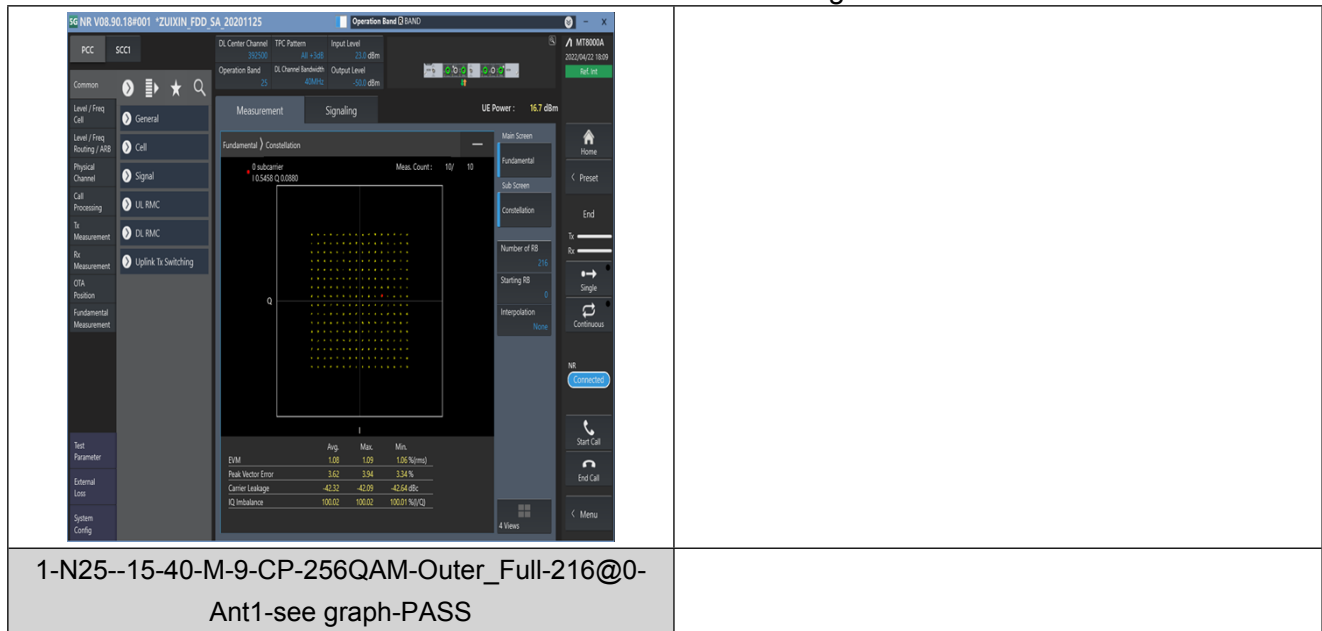 SG NR V08.90.18#001 *ZUIXIN_FDD_SA_20201125 Operation Band BAND - X
PCC SCC1
DL Center Channel TPC Pattern Input Level
392500 All +3dB 23.0 dBm
Operation Band DL Channel Bandwidth Output Level
25 40MHz -50.0 dBm
MT8000A
2022/04/22 18:09
Ref. Int
Common
Level / Freq
Cell
Level / Freq
Routing / ARB
Physical
Channel
Call
Processing
Tx
Measurement
Rx
Measurement
OTA
Position
Fundamental
Measurement
Test
Parameter
External
Loss
System
Config
General
Cell
Signal
UL RMC
DL RMC
Uplink Tx Switching
Measurement Signaling UE Power : 16.7 dBm
Fundamental ⟩ Constellation
0 subcarrier Meas. Count : 10/ 10
I 0.5458 Q 0.0880
Q
I
Avg. Max. Min.
EVM 1.08 1.09 1.06 %(rms)
Peak Vector Error 3.62 3.94 3.34 %
Carrier Leakage -42.32 -42.09 -42.64 dBc
IQ Imbalance 100.02 100.02 100.01 %(I/Q)
Main Screen
Fundamental
Sub Screen
Constellation
Number of RB
216
Starting RB
0
Interpolation
None
4 Views
Home
Preset
End
Tx
Rx
Single
Continuous
NR
Connected
Start Call
End Call
Menu
1-N25--15-40-M-9-CP-256QAM-Outer_Full-216@0-
Ant1-see graph-PASS